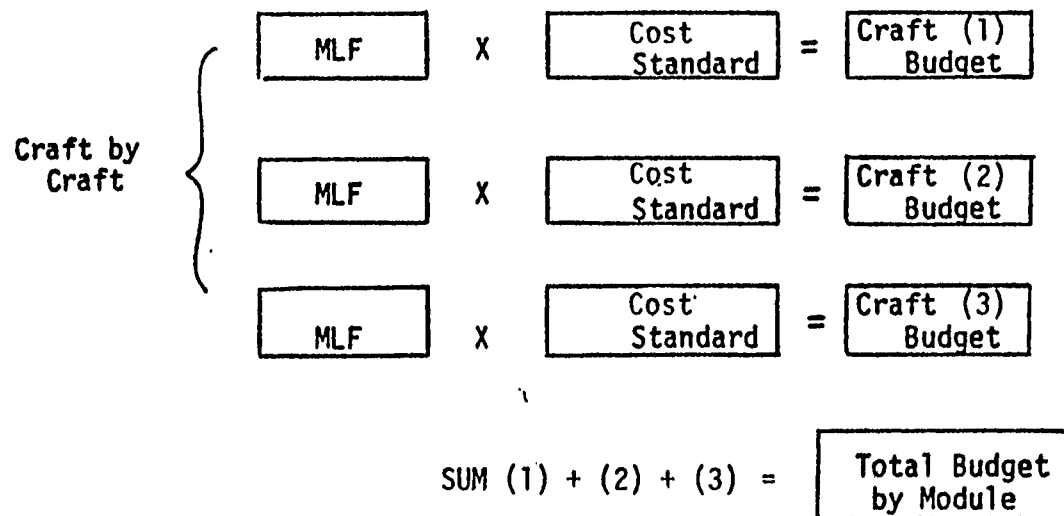 MLF X Cost Standard = Craft (1) Budget
Craft by Craft
MLF X Cost Standard = Craft (2) Budget
MLF X Cost Standard = Craft (3) Budget
SUM (1) + (2) + (3) = Total Budget by Module